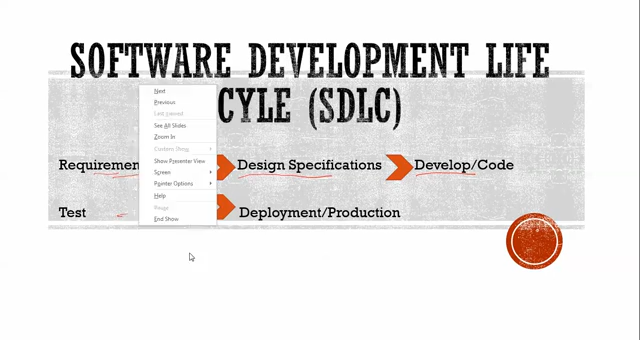 SOFTWARE DEVELOPMENT LIFE
CYLE (SDLC)
Next
Previous
Last Viewed
See All Slides
Zoom In
Custom Show
Show Presenter View
Screen
Pointer Options
Help
Pause
End Show
Requiremen
Design Specifications
Develop/Code
Test
Deployment/Production